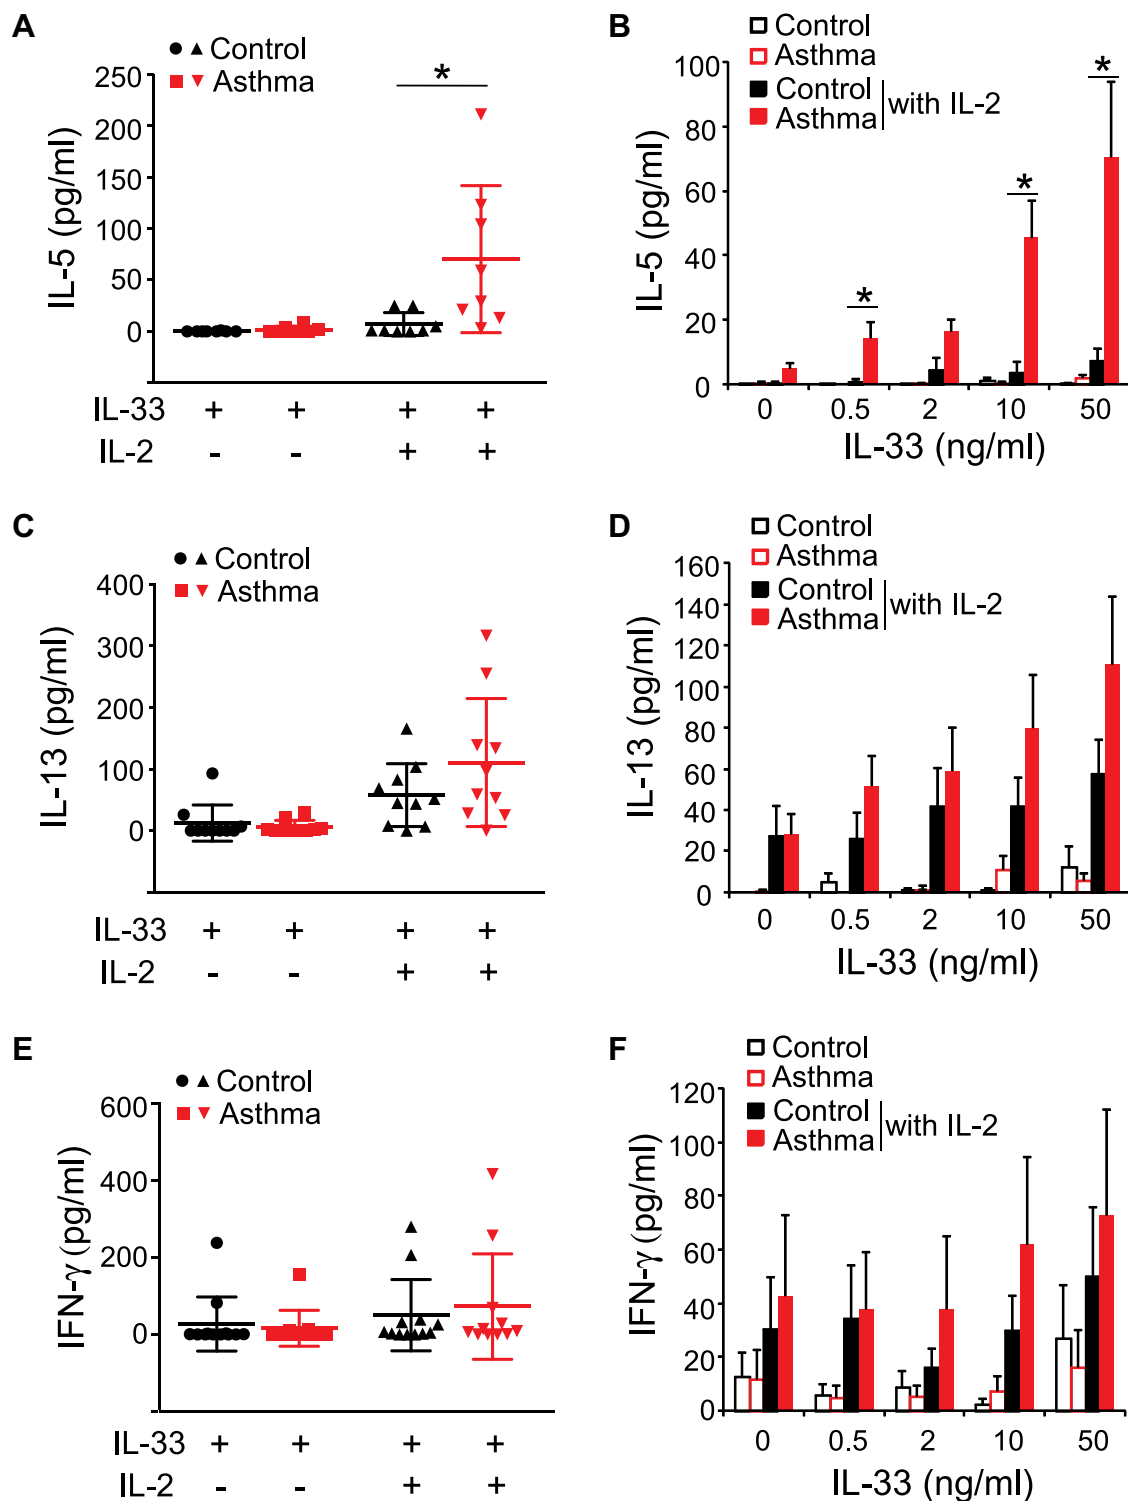 A
Control
Asthma
*
250
200
150
100
50
0
IL-5 (pg/ml)
IL-33 + + + +
IL-2 - - + +
B
Control
Asthma
Control
Asthma
with IL-2
*
*
*
100
80
60
40
20
0
IL-5 (pg/ml)
0 0.5 2 10 50
IL-33 (ng/ml)
C
Control
Asthma
400
300
200
100
0
IL-13 (pg/ml)
IL-33 + + + +
IL-2 - - + +
D
Control
Asthma
Control
Asthma
with IL-2
160
140
120
100
80
60
40
20
0
IL-13 (pg/ml)
0 0.5 2 10 50
IL-33 (ng/ml)
E
Control
Asthma
600
400
200
0
IFN-γ (pg/ml)
IL-33 + + + +
IL-2 - - + +
F
Control
Asthma
Control
Asthma
with IL-2
120
100
80
60
40
20
0
IFN-γ (pg/ml)
0 0.5 2 10 50
IL-33 (ng/ml)